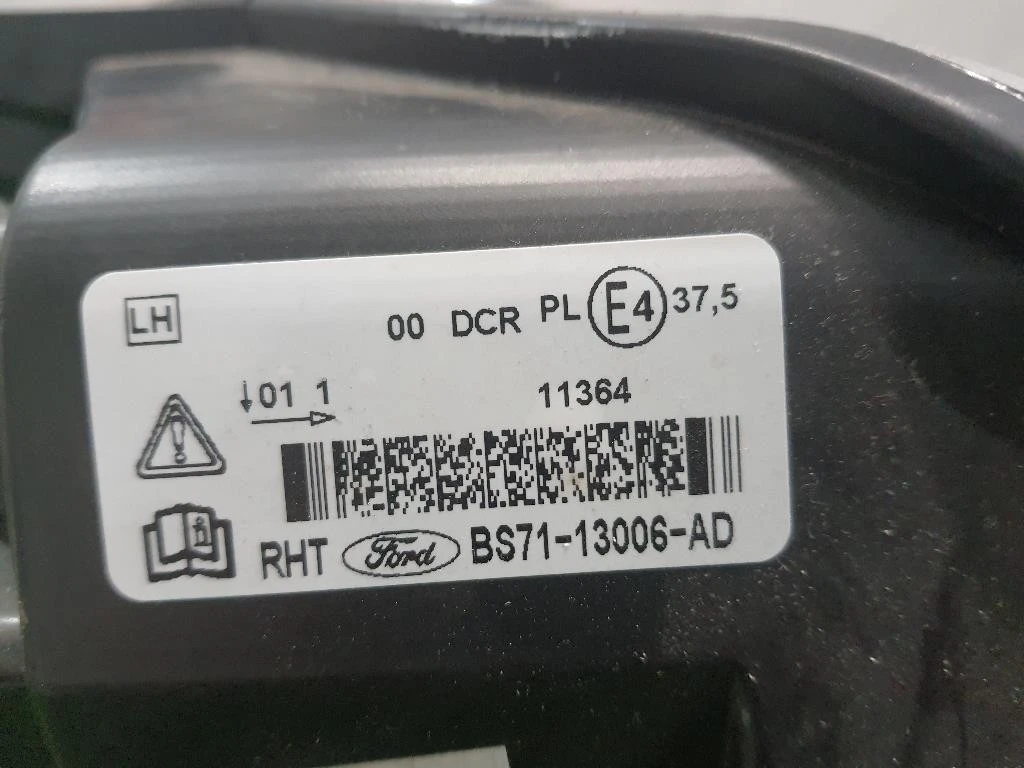 LH
00 DCR PL E4 37,5
01 1
11364
RHT Ford BS71-13006-AD